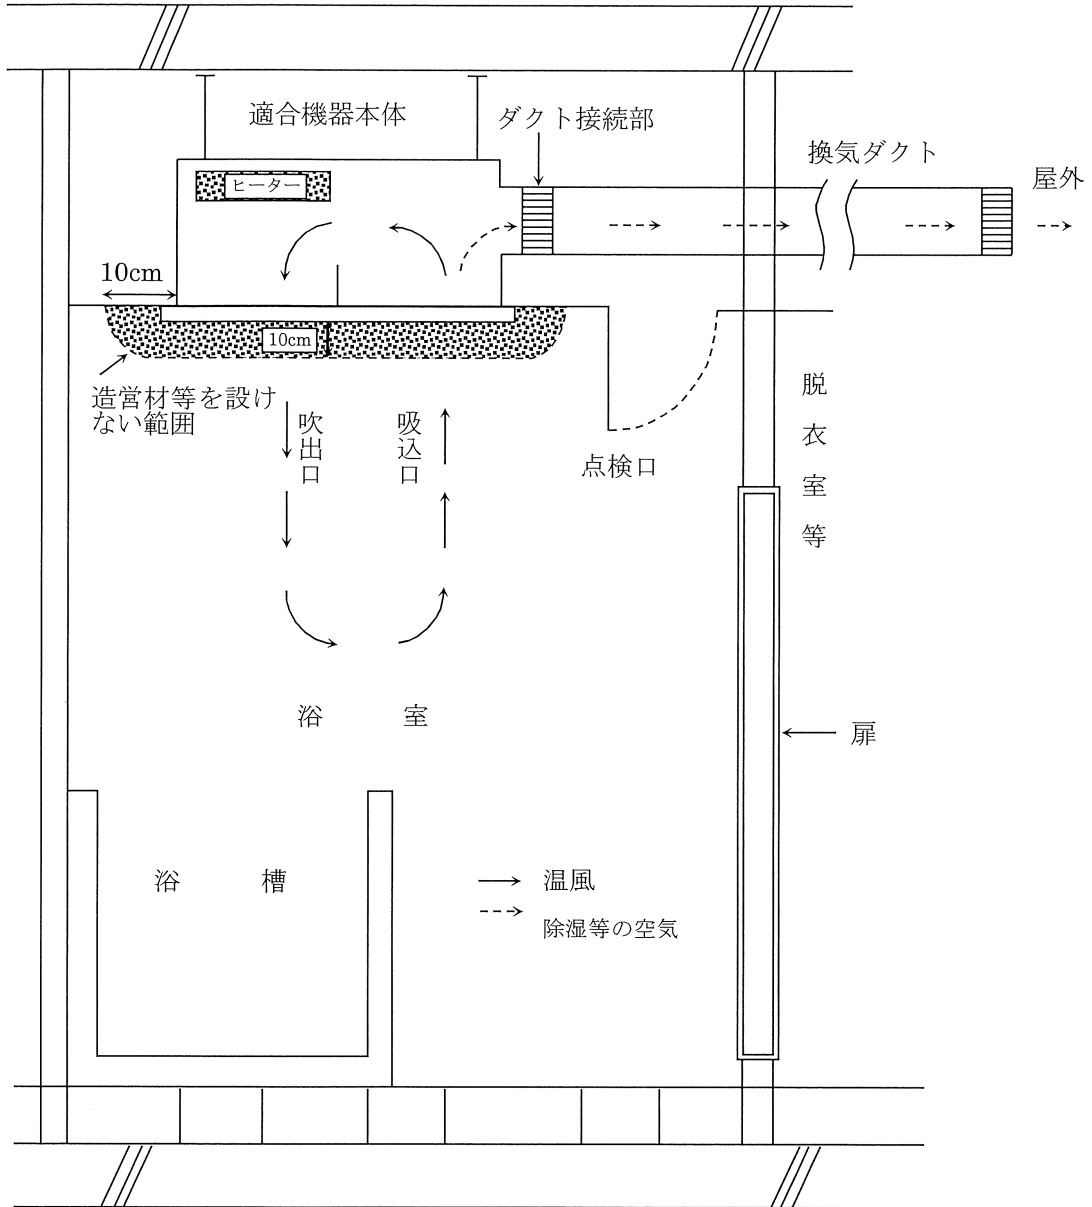 適合機器本体
ダクト接続部
換気ダクト
屋外
ヒーター
10cm
10cm
造営材等を設け
ない範囲
吹出口
吸込口
点検口
脱衣室等
浴室
扉
浴槽
温風
除湿等の空気